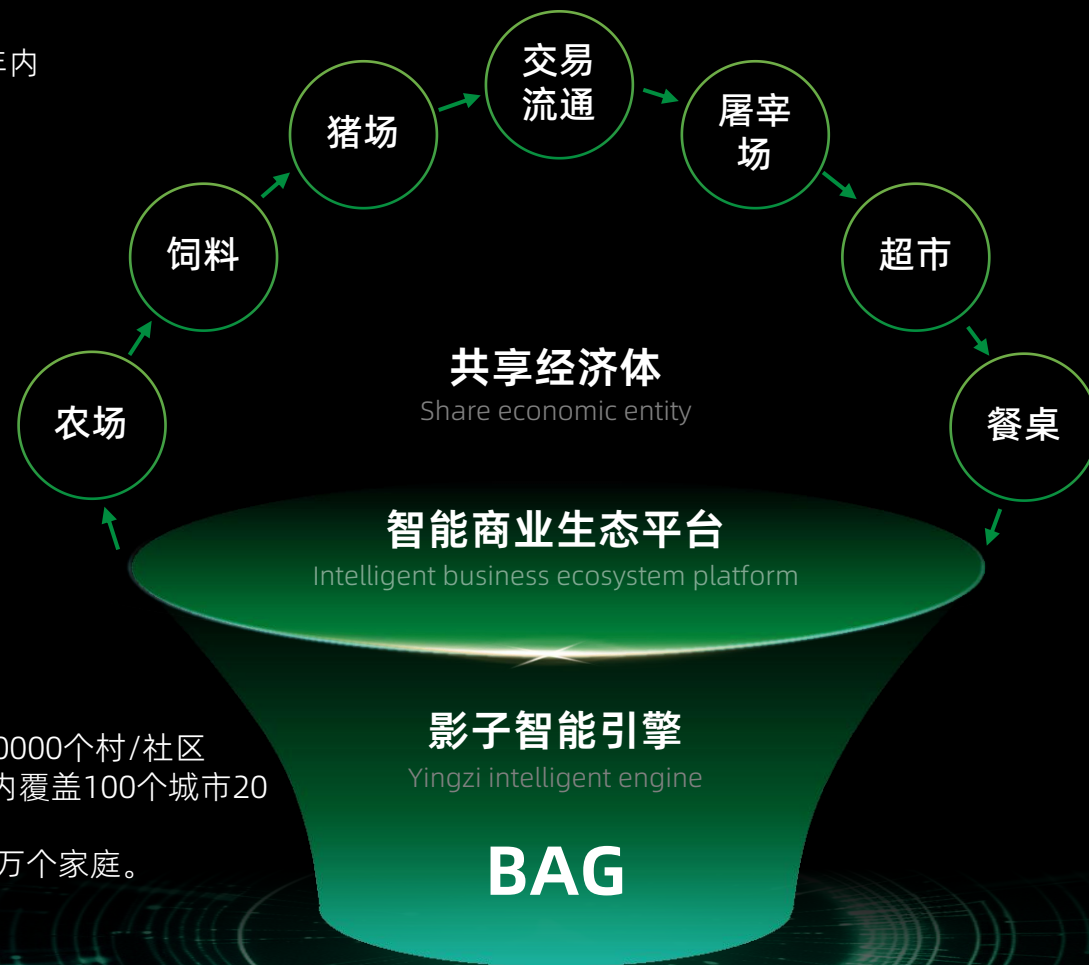 年内
交易
流通
猪场
屠宰
场
饲料
超市
农场
餐桌
共享经济体
Share economic entity
智能商业生态平台
Intelligent business ecosystem platform
影子智能引擎
Yingzi intelligent engine
BAG
0000个村/社区
内覆盖100个城市20
万个家庭。